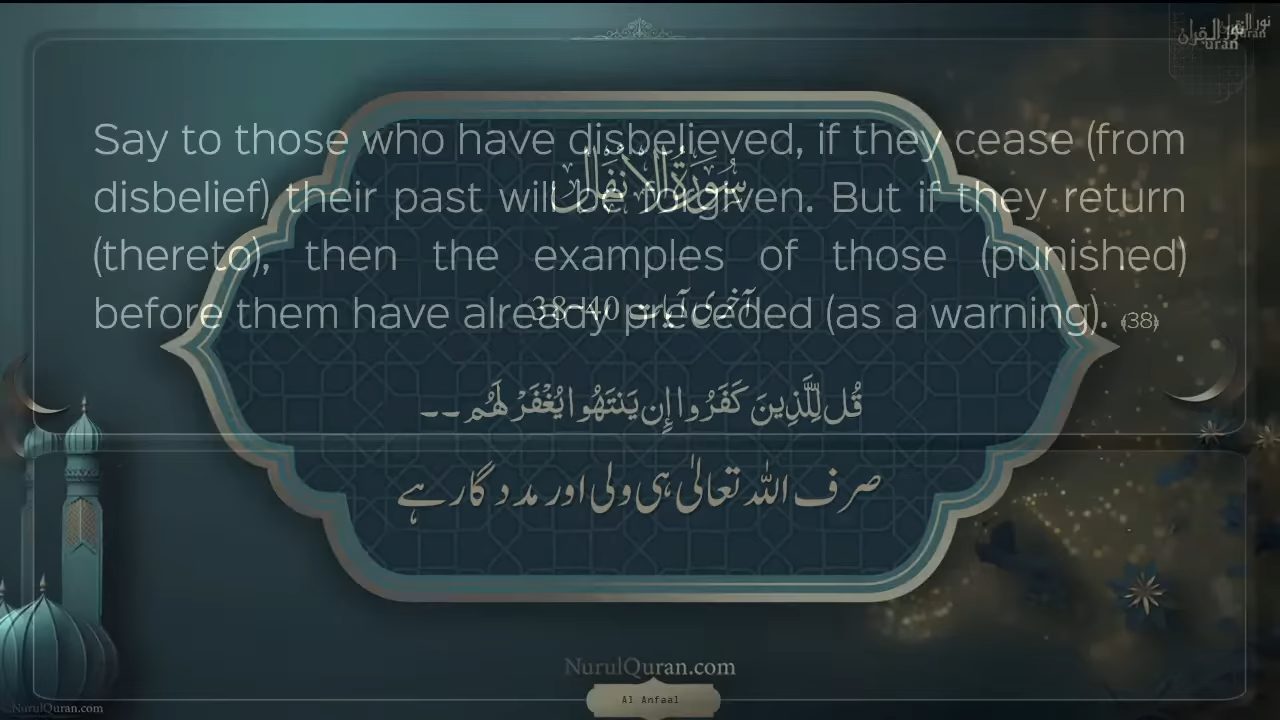 نور القرآن
Say to those who have disbelieved, if they cease (from
disbelief) their past will be forgiven. But if they return
(thereto), then the examples of those (punished)
before them have already preceded (as a warning). (38)
سُورَةُ الْأَنفَال
آخری آیات 40-38
قُل لِلَّذِينَ كَفَرُوا إِن يَنتَهُوا يُغْفَرْ لَهُم --
صرف اللہ تعالیٰ ہی ولی اور مددگار ہے
NurulQuran.com
Al Anfaal
NurulQuran.com